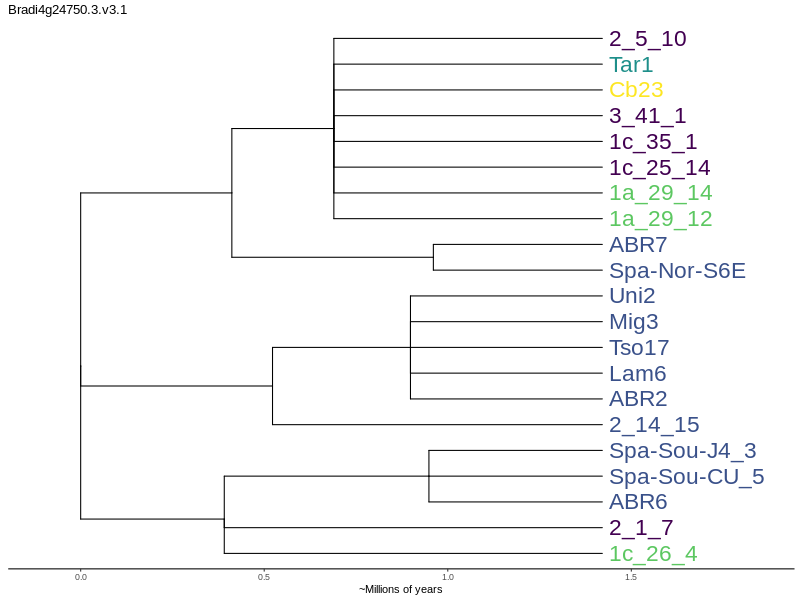 Bradi4g24750.3.v3.1
2_5_10
Tar1
Cb23
3_41_1
1c_35_1
1c_25_14
1a_29_14
1a_29_12
ABR7
Spa-Nor-S6E
Uni2
Mig3
Tso17
Lam6
ABR2
2_14_15
Spa-Sou-J4_3
Spa-Sou-CU_5
ABR6
2_1_7
1c_26_4
0.0 0.5 1.0 1.5
~Millions of years